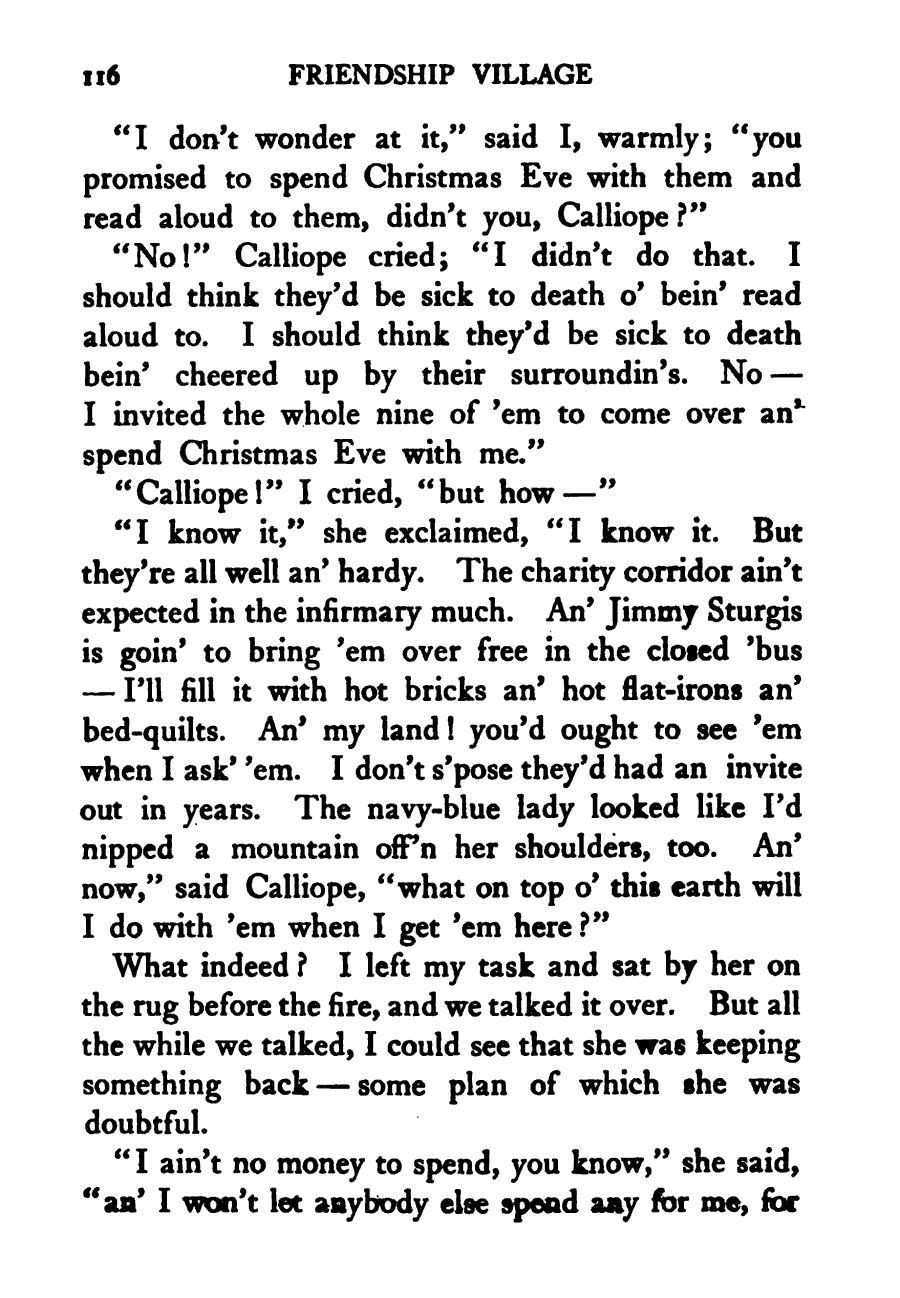 116 FRIENDSHIP VILLAGE
“I don’t wonder at it,” said I, warmly; “you
promised to spend Christmas Eve with them and
read aloud to them, didn’t you, Calliope?”
“No!” Calliope cried; “I didn’t do that. I
should think they’d be sick to death o’ bein’ read
aloud to. I should think they’d be sick to death
bein’ cheered up by their surroundin’s. No —
I invited the whole nine of ’em to come over an’
spend Christmas Eve with me.”
“Calliope!” I cried, “but how —”
“I know it,” she exclaimed, “I know it. But
they’re all well an’ hardy. The charity corridor ain’t
expected in the infirmary much. An’ Jimmy Sturgis
is goin’ to bring ’em over free in the closed ’bus
— I’ll fill it with hot bricks an’ hot flat-irons an’
bed-quilts. An’ my land! you’d ought to see ’em
when I ask’ ’em. I don’t s’pose they’d had an invite
out in years. The navy-blue lady looked like I’d
nipped a mountain off’n her shoulders, too. An’
now,” said Calliope, “what on top o’ this earth will
I do with ’em when I get ’em here?”
What indeed? I left my task and sat by her on
the rug before the fire, and we talked it over. But all
the while we talked, I could see that she was keeping
something back — some plan of which she was
doubtful.
“I ain’t no money to spend, you know,” she said,
“an’ I won’t let anybody else spend any for me, for